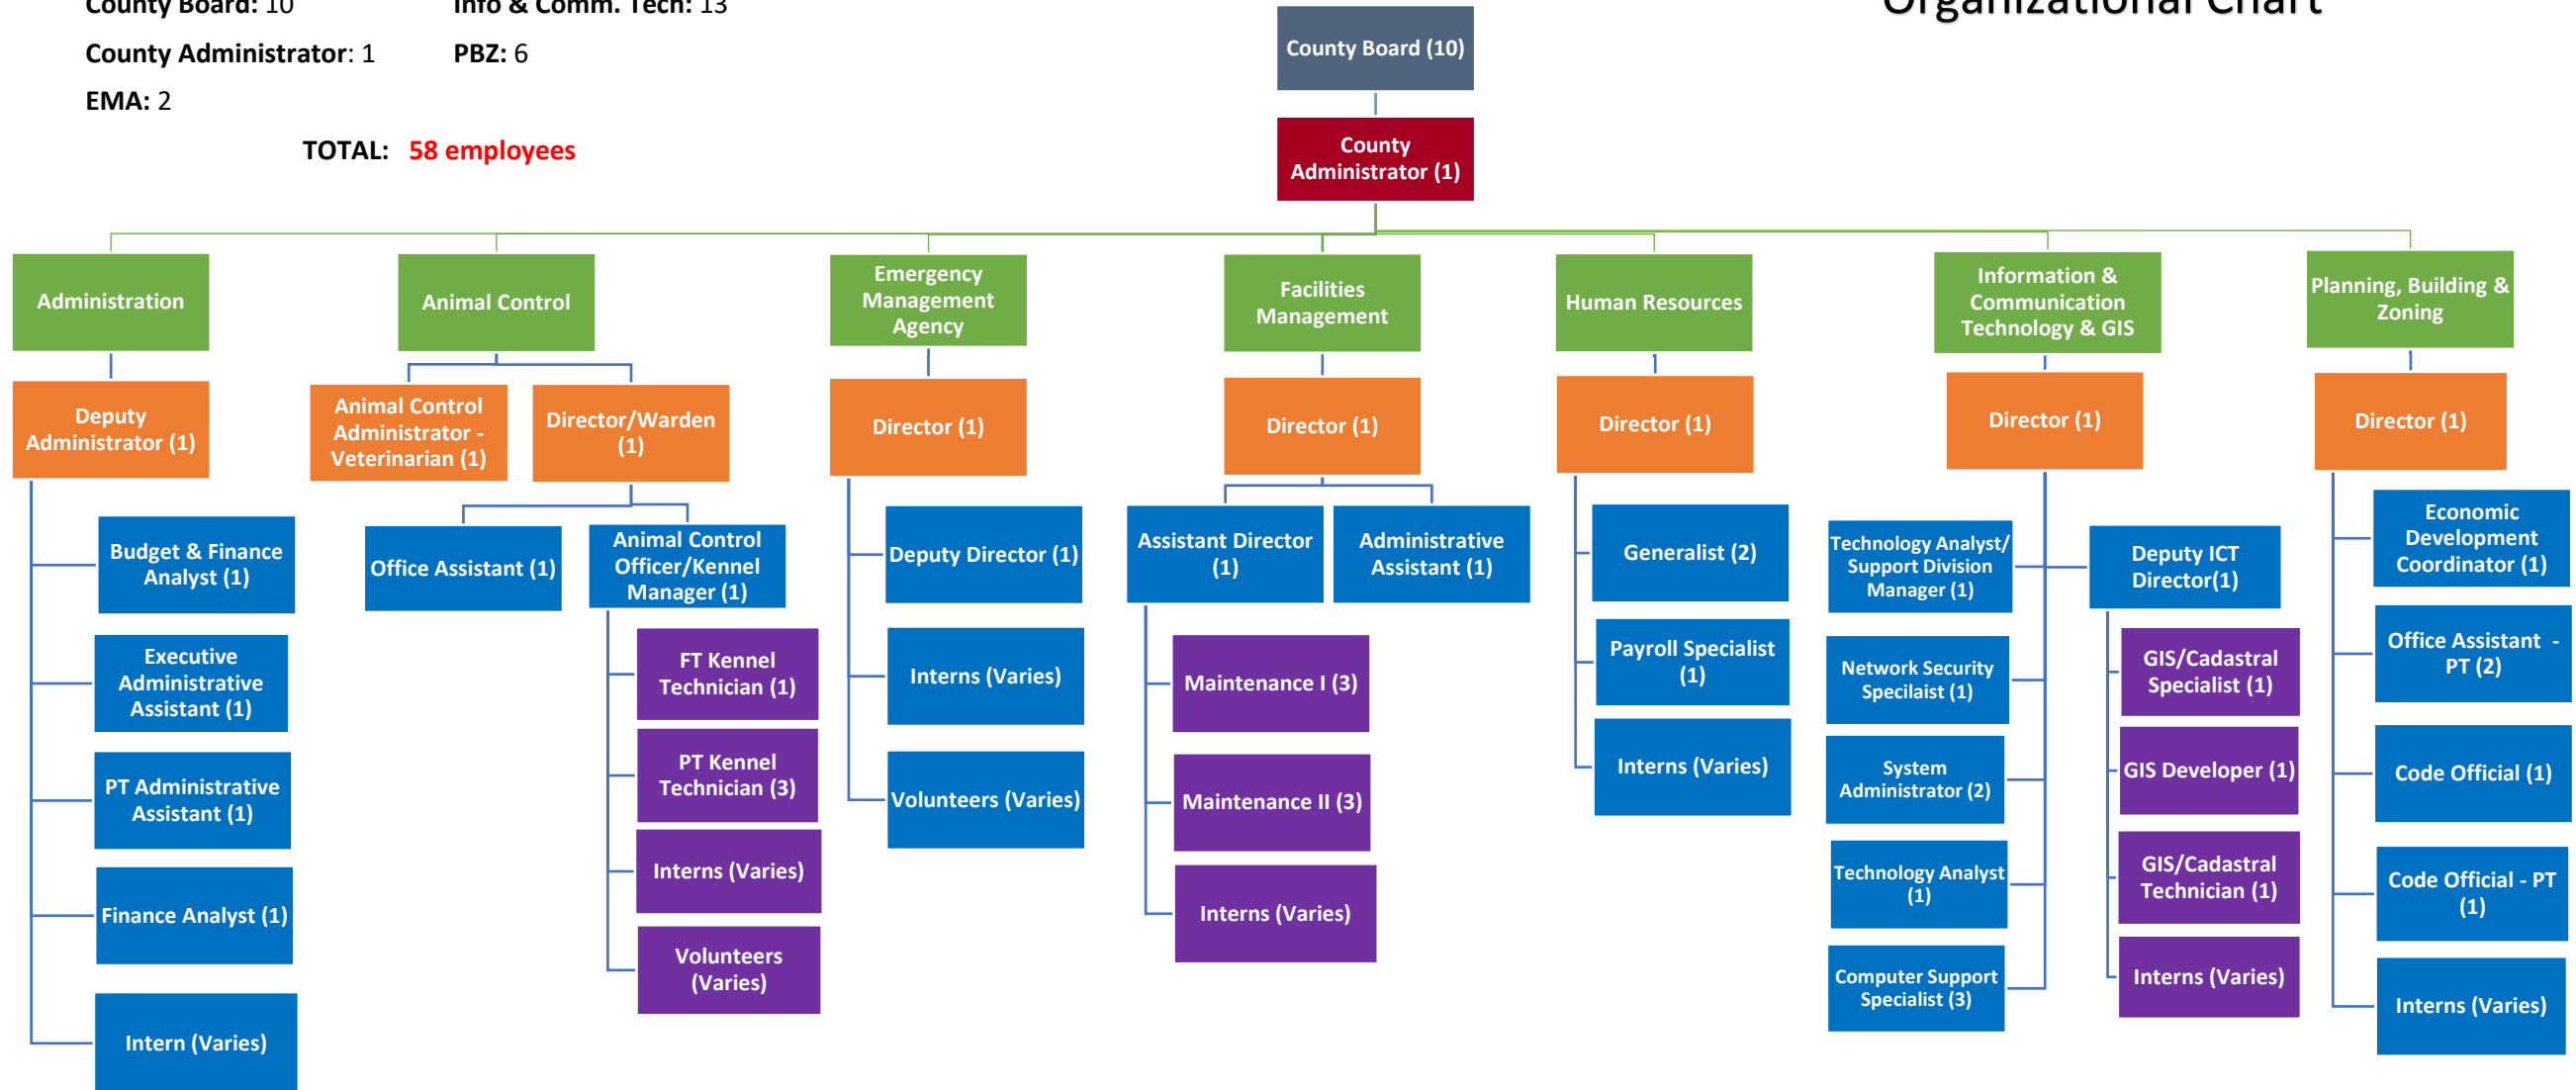 County Board: 10 Info & Comm. Tech: 13
Organizational Chart
County Administrator: 1 PBZ: 6
EMA: 2
TOTAL: 58 employees
County Board (10)
County
Administrator (1)
Administration
Deputy
Administrator (1)
Budget & Finance
Analyst (1)
Executive
Administrative
Assistant (1)
PT Administrative
Assistant (1)
Finance Analyst (1)
Intern (Varies)
Animal Control
Animal Control
Administrator -
Veterinarian (1)
Director/Warden
(1)
Office Assistant (1)
Animal Control
Officer/Kennel
Manager (1)
FT Kennel
Technician (1)
PT Kennel
Technician (3)
Interns (Varies)
Volunteers
(Varies)
Emergency
Management
Agency
Director (1)
Deputy Director (1)
Interns (Varies)
Volunteers (Varies)
Facilities
Management
Director (1)
Assistant Director
(1)
Administrative
Assistant (1)
Maintenance I (3)
Maintenance II (3)
Interns (Varies)
Human Resources
Director (1)
Generalist (2)
Payroll Specialist
(1)
Interns (Varies)
Information &
Communication
Technology & GIS
Director (1)
Technology Analyst/
Support Division
Manager (1)
Network Security
Specilaist (1)
System
Administrator (2)
Technology Analyst
(1)
Computer Support
Specialist (3)
Deputy ICT
Director(1)
GIS/Cadastral
Specialist (1)
GIS Developer (1)
GIS/Cadastral
Technician (1)
Interns (Varies)
Planning, Building &
Zoning
Director (1)
Economic
Development
Coordinator (1)
Office Assistant -
PT (2)
Code Official (1)
Code Official - PT
(1)
Interns (Varies)